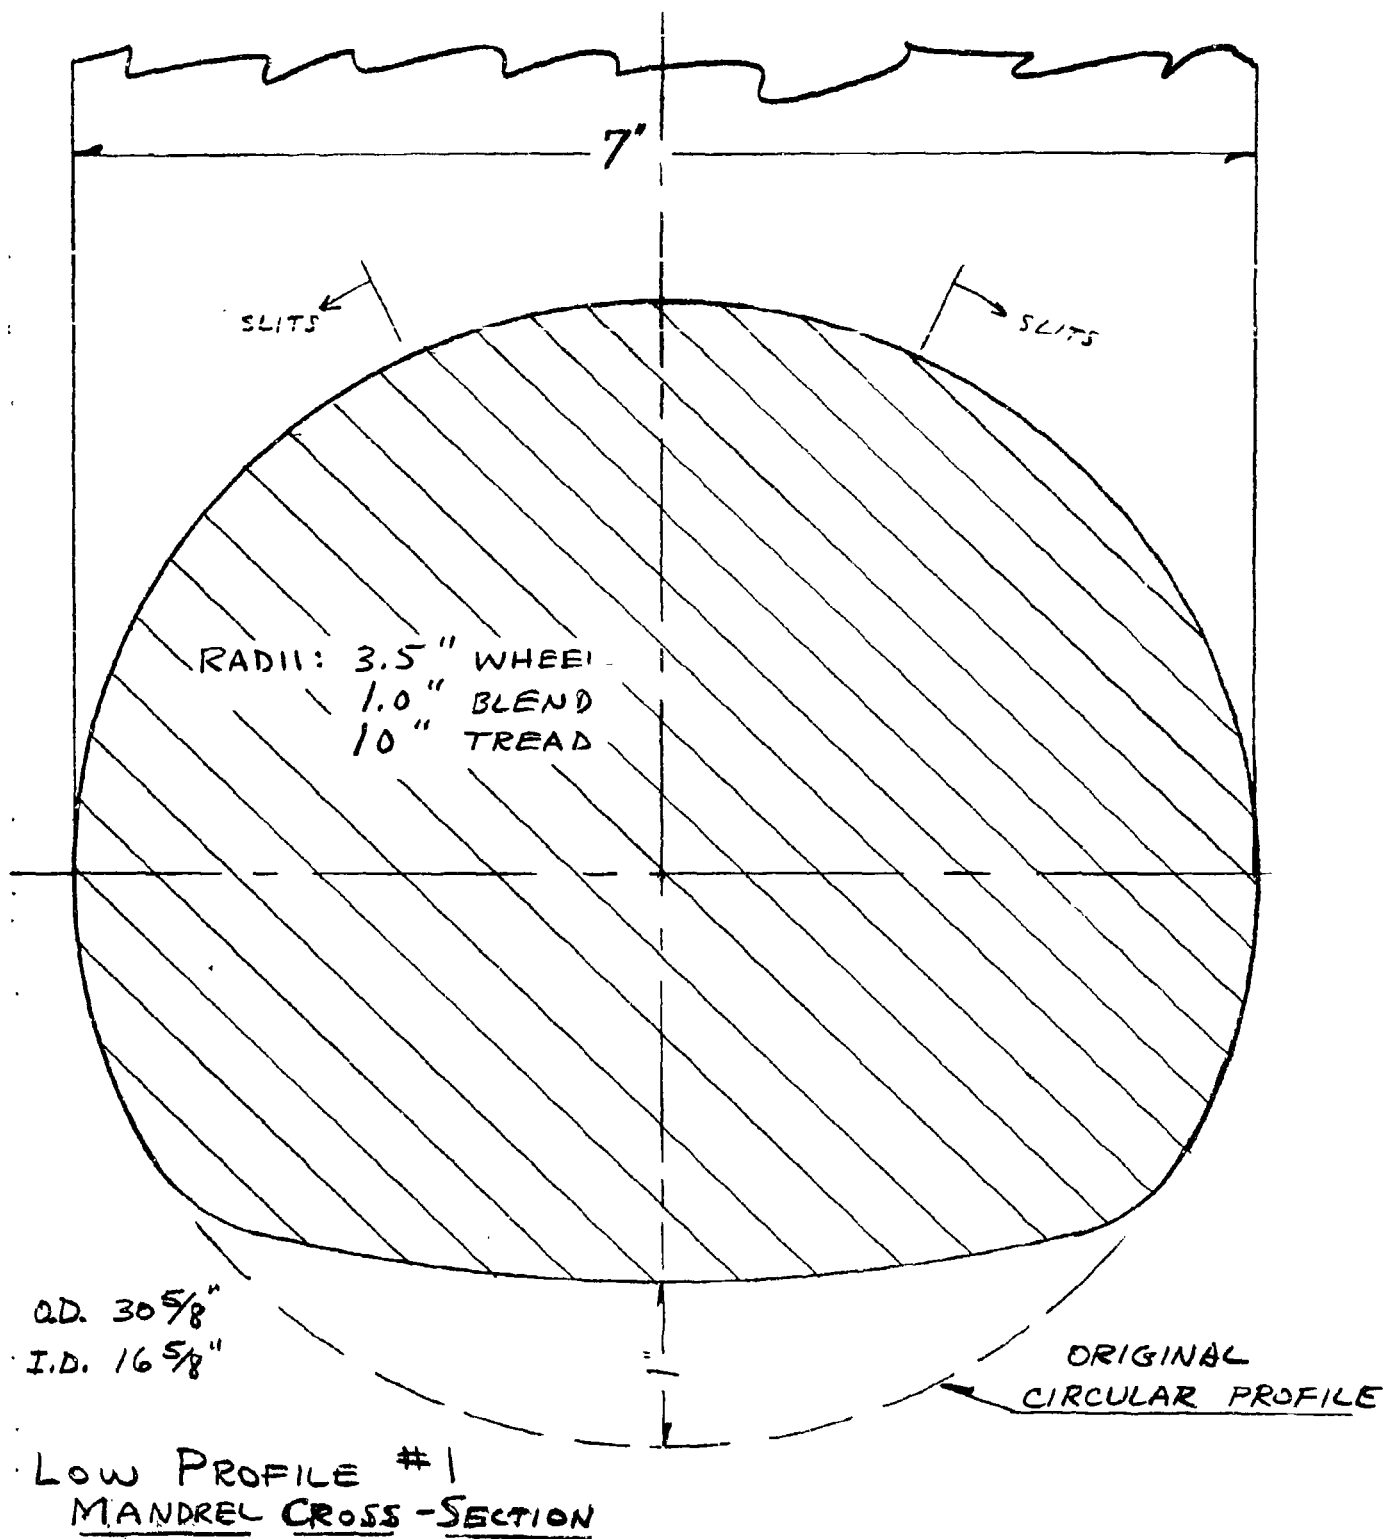 7"
SLITS
SLITS
RADII: 3.5" WHEEL
1.0" BLEND
10" TREAD
O.D. 30 5/8"
I.D. 16 5/8"
1"
ORIGINAL
CIRCULAR PROFILE
LOW PROFILE #1
MANDREL CROSS-SECTION